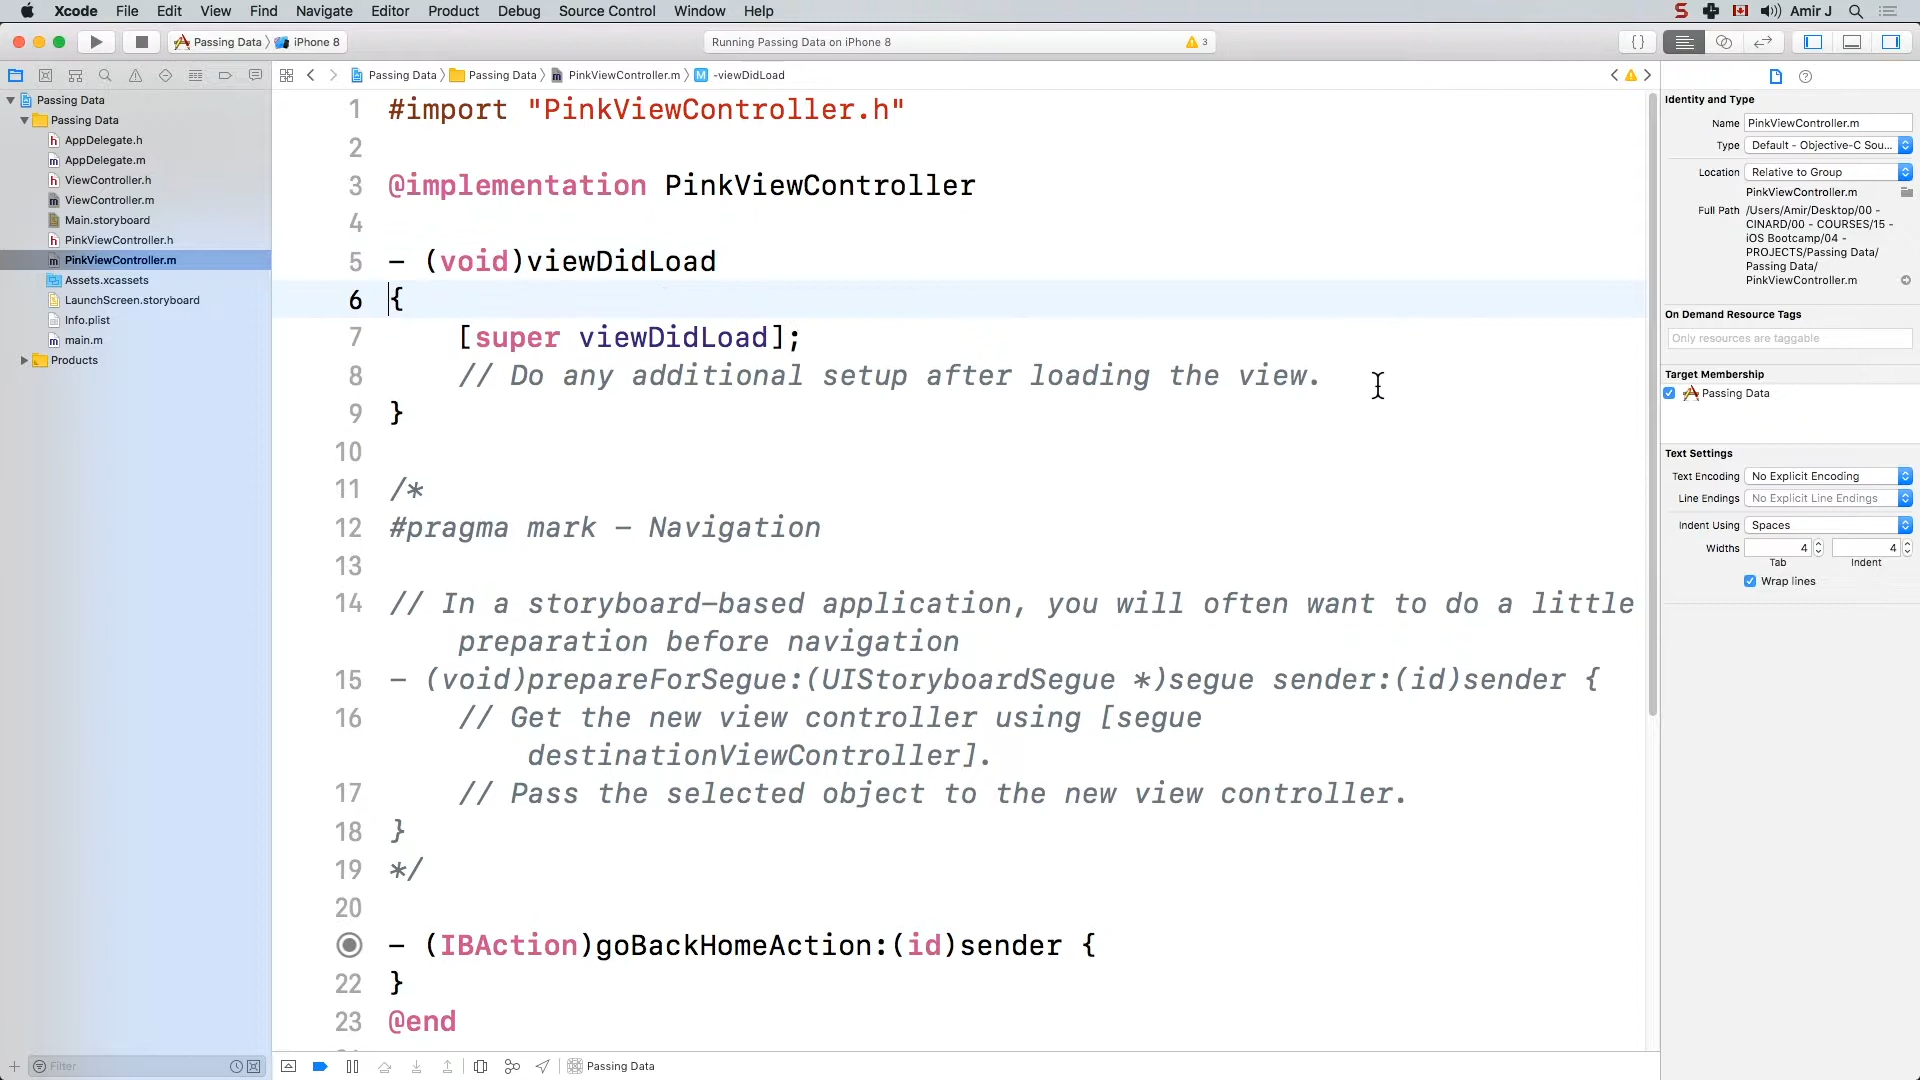 Xcode File Edit View Find Navigate Editor Product Debug Source Control Window Help
Amir J
Passing Data iPhone 8
Running Passing Data on iPhone 8
3
Passing Data Passing Data PinkViewController.m -viewDidLoad
Passing Data
Passing Data
AppDelegate.h
AppDelegate.m
ViewController.h
ViewController.m
Main.storyboard
PinkViewController.h
PinkViewController.m
Assets.xcassets
LaunchScreen.storyboard
Info.plist
main.m
Products
Filter
1 #import "PinkViewController.h"
2
3 @implementation PinkViewController
4
5 - (void)viewDidLoad
6 {
7 [super viewDidLoad];
8 // Do any additional setup after loading the view.
9 }
10
11 /*
12 #pragma mark - Navigation
13
14 // In a storyboard-based application, you will often want to do a little
preparation before navigation
15 - (void)prepareForSegue:(UIStoryboardSegue *)segue sender:(id)sender {
16 // Get the new view controller using [segue
destinationViewController].
17 // Pass the selected object to the new view controller.
18 }
19 */
20
- (IBAction)goBackHomeAction:(id)sender {
22 }
23 @end
Passing Data
Identity and Type
Name PinkViewController.m
Type Default - Objective-C Sou...
Location Relative to Group
PinkViewController.m
Full Path /Users/Amir/Desktop/00 -
CINARD/00 - COURSES/15 -
iOS Bootcamp/04 -
PROJECTS/Passing Data/
Passing Data/
PinkViewController.m
On Demand Resource Tags
Only resources are taggable
Target Membership
Passing Data
Text Settings
Text Encoding No Explicit Encoding
Line Endings No Explicit Line Endings
Indent Using Spaces
Widths 4 4
Tab Indent
Wrap lines